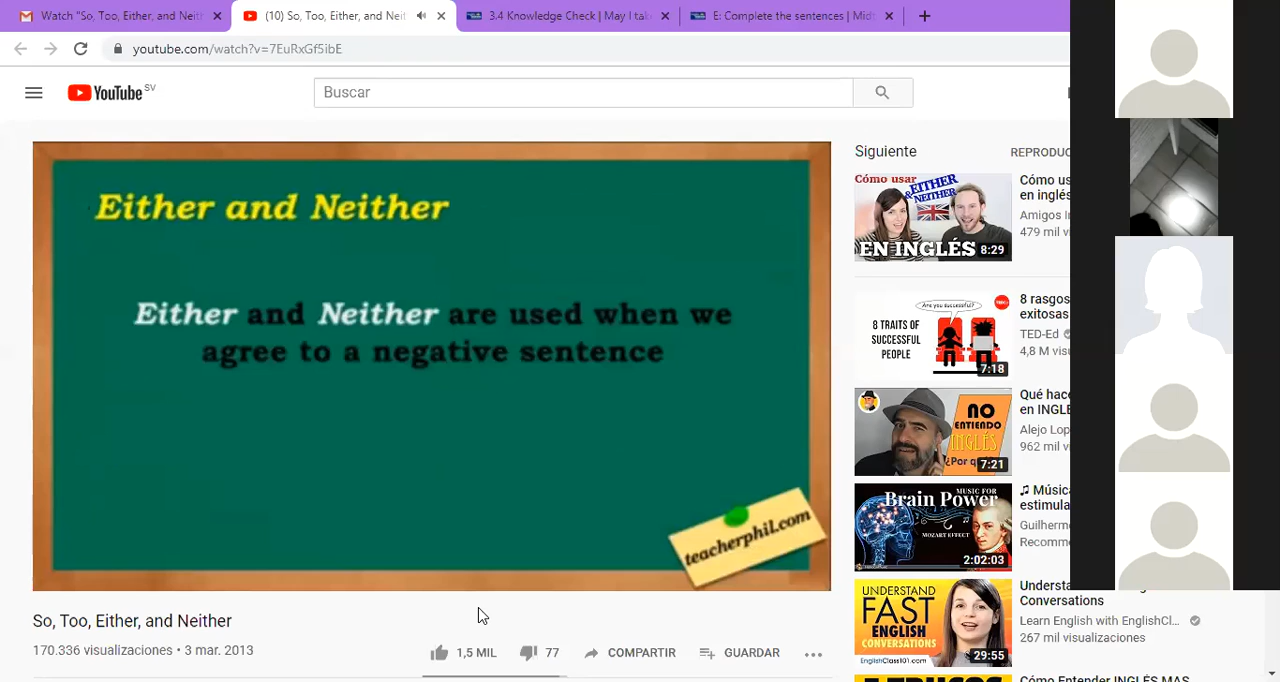 Watch "So, Too, Either, and Neith
(10) So, Too, Either, and Neit
3.4 Knowledge Check | May I tak
E: Complete the sentences | Mid
youtube.com/watch?v=7EuRxGf5ibE
YouTube SV
Buscar
Either and Neither
Either and Neither are used when we
agree to a negative sentence
teacherphil.com
So, Too, Either, and Neither
170.336 visualizaciones • 3 mar. 2013
1,5 MIL
77
COMPARTIR
GUARDAR
Siguiente
REPRODUC
Cómo usar
EITHER
& NEITHER
EN INGLÉS
8:29
Cómo us
en inglés
Amigos I
479 mil vi
Are you successful?
8 TRAITS OF
SUCCESSFUL
PEOPLE
7:18
8 rasgos
exitosas
TED-Ed
4,8 M vis
NO
ENTIENDO
INGLÉS
¿Por q
7:21
Qué hace
en INGLÉ
Alejo Lop
962 mil v
MUSIC FOR
Brain Power
MOZART EFFECT
2:02:03
♫ Música
estimula
Guilherme
Recomme
UNDERSTAND
FAST
ENGLISH
CONVERSATIONS
EnglishClass101.com
29:55
Underst
Conversations
Learn English with EnglishCl...
267 mil visualizaciones
Cómo Entender INGLÉS MAS